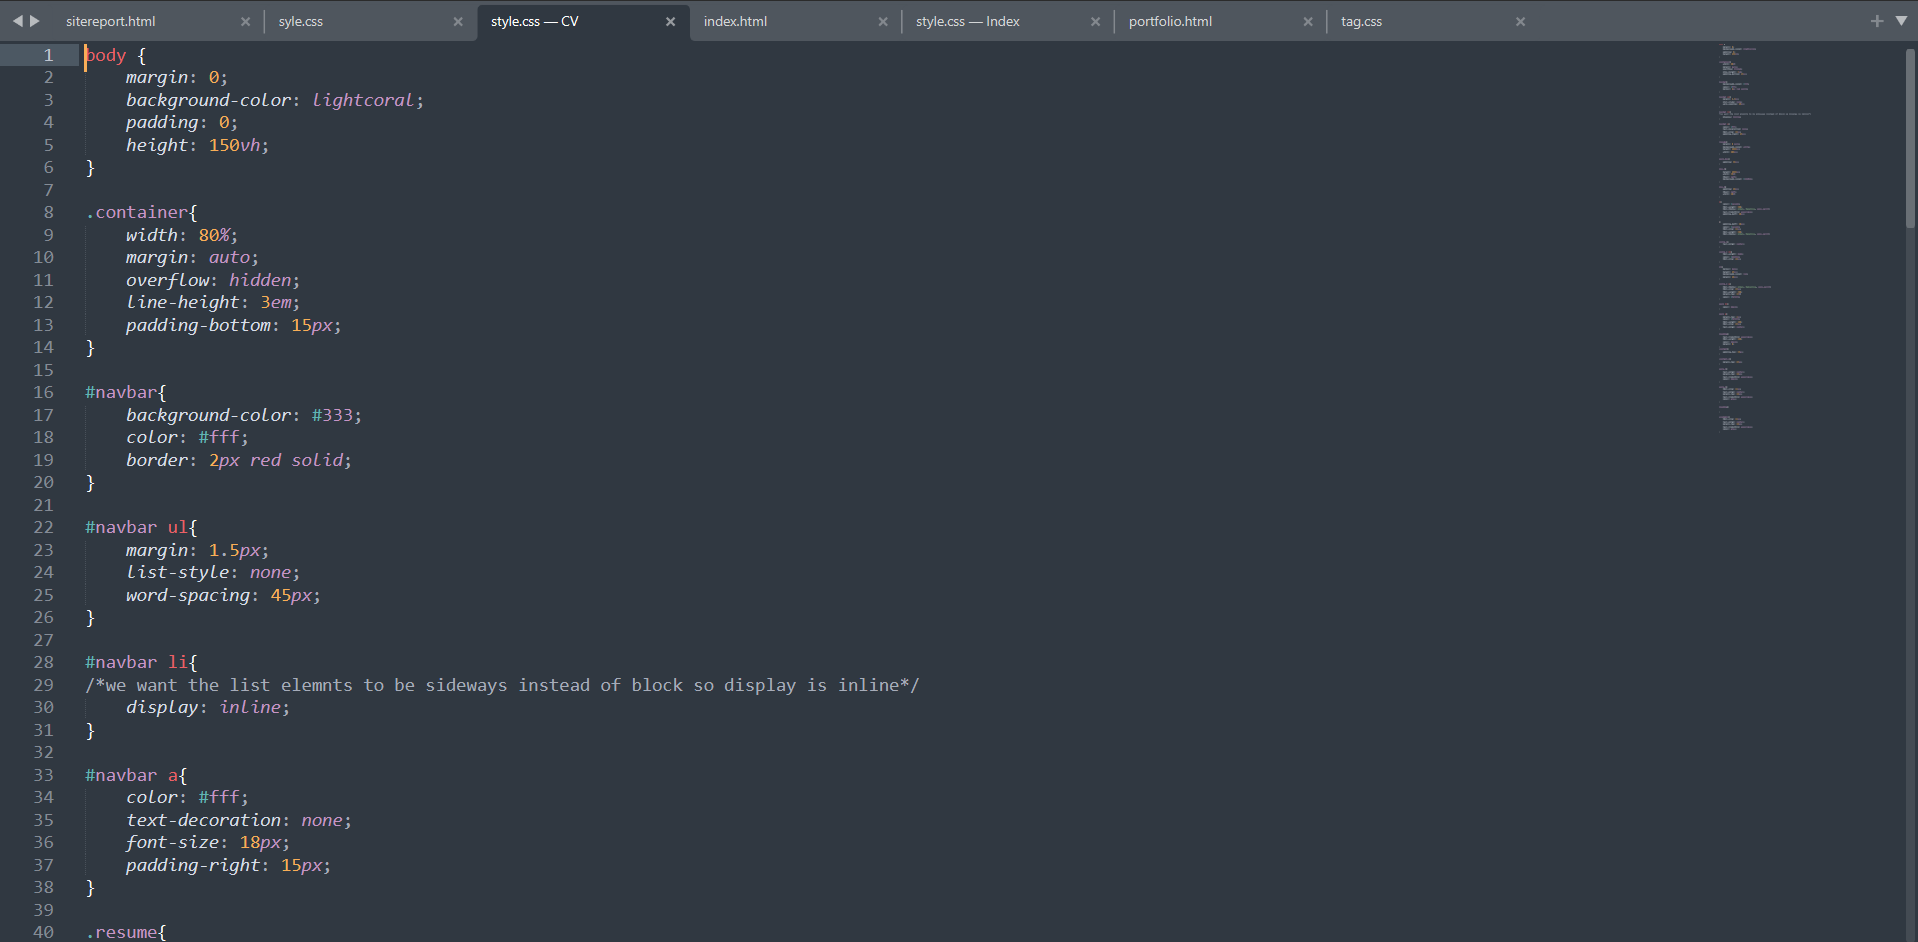 sitereport.html syle.css style.css — CV index.html style.css — Index portfolio.html tag.css
1 body {
2 margin: 0;
3 background-color: lightcoral;
4 padding: 0;
5 height: 150vh;
6 }
7
8 .container{
9 width: 80%;
10 margin: auto;
11 overflow: hidden;
12 line-height: 3em;
13 padding-bottom: 15px;
14 }
15
16 #navbar{
17 background-color: #333;
18 color: #fff;
19 border: 2px red solid;
20 }
21
22 #navbar ul{
23 margin: 1.5px;
24 list-style: none;
25 word-spacing: 45px;
26 }
27
28 #navbar li{
29 /*we want the list elemnts to be sideways instead of block so display is inline*/
30 display: inline;
31 }
32
33 #navbar a{
34 color: #fff;
35 text-decoration: none;
36 font-size: 18px;
37 padding-right: 15px;
38 }
39
40 .resume{